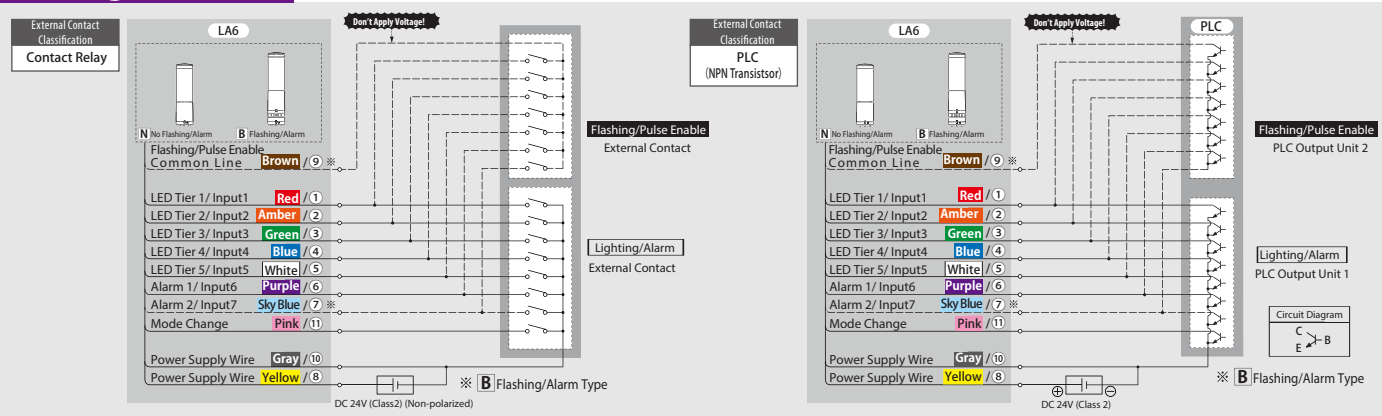 External Contact
Classification
Contact Relay
LA6
Don't Apply Voltage!
N No Flashing/Alarm
B Flashing/Alarm
Flashing/Pulse Enable
Common Line Brown / ⑨ ※
LED Tier 1/ Input1 Red / ①
LED Tier 2/ Input2 Amber / ②
LED Tier 3/ Input3 Green / ③
LED Tier 4/ Input4 Blue / ④
LED Tier 5/ Input5 White / ⑤
Alarm 1/ Input6 Purple / ⑥
Alarm 2/ Input7 Sky Blue / ⑦ ※
Mode Change Pink / ⑪
Power Supply Wire Gray / ⑩
Power Supply Wire Yellow / ⑧
DC 24V (Class2) (Non-polarized)
Flashing/Pulse Enable
External Contact
Lighting/Alarm
External Contact
※ B Flashing/Alarm Type
External Contact
Classification
PLC
(NPN Transistsor)
LA6
Don't Apply Voltage!
PLC
N No Flashing/Alarm
B Flashing/Alarm
Flashing/Pulse Enable
Common Line Brown / ⑨ ※
LED Tier 1/ Input1 Red / ①
LED Tier 2/ Input2 Amber / ②
LED Tier 3/ Input3 Green / ③
LED Tier 4/ Input4 Blue / ④
LED Tier 5/ Input5 White / ⑤
Alarm 1/ Input6 Purple / ⑥
Alarm 2/ Input7 Sky Blue / ⑦ ※
Mode Change Pink / ⑪
Power Supply Wire Gray / ⑩
Power Supply Wire Yellow / ⑧
⊕ ⊖
DC 24V (Class 2)
Flashing/Pulse Enable
PLC Output Unit 2
Lighting/Alarm
PLC Output Unit 1
Circuit Diagram
C
B
E
※ B Flashing/Alarm Type